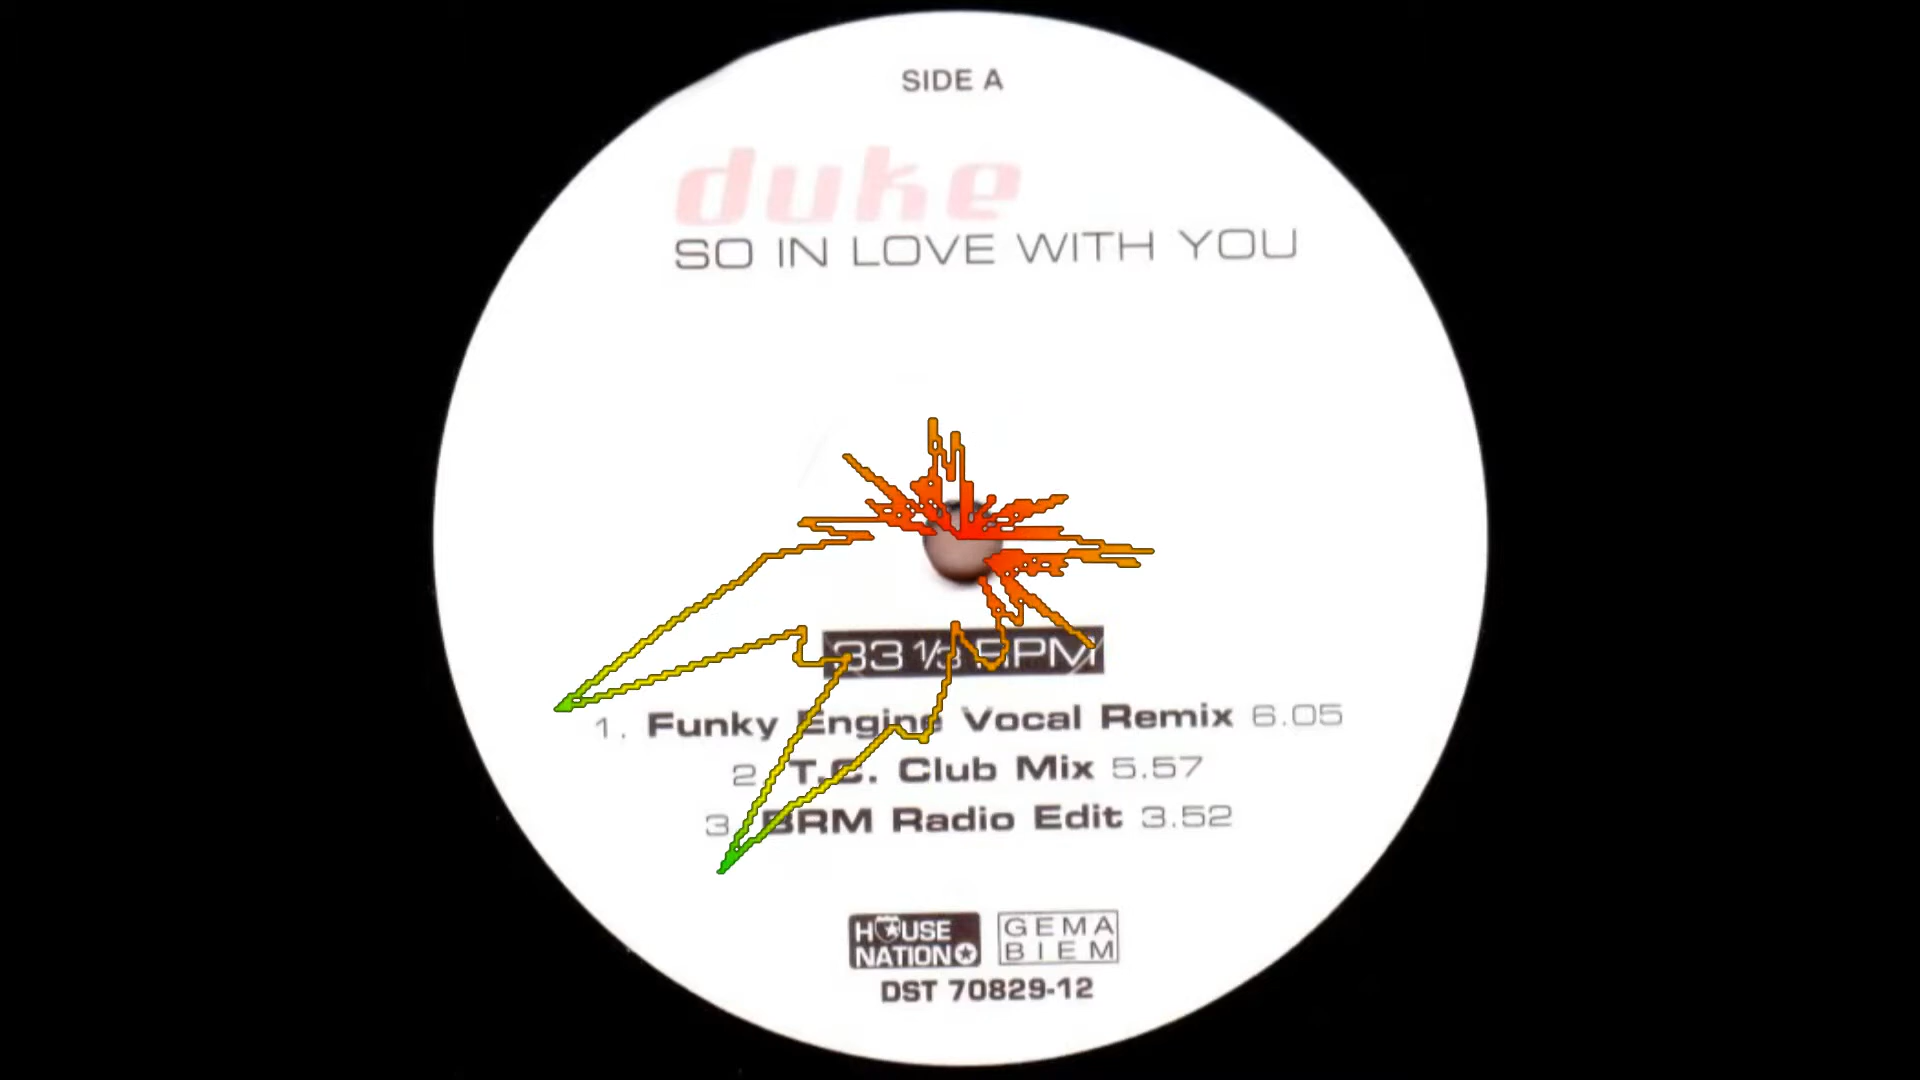 SIDE A
duke
SO IN LOVE WITH YOU
33 1/3 RPM
1. Funky Engine Vocal Remix 6.05
2 T.C. Club Mix 5.57
3 BRM Radio Edit 3.52
HOUSE NATION
GEMA
BIEM
DST 70829-12